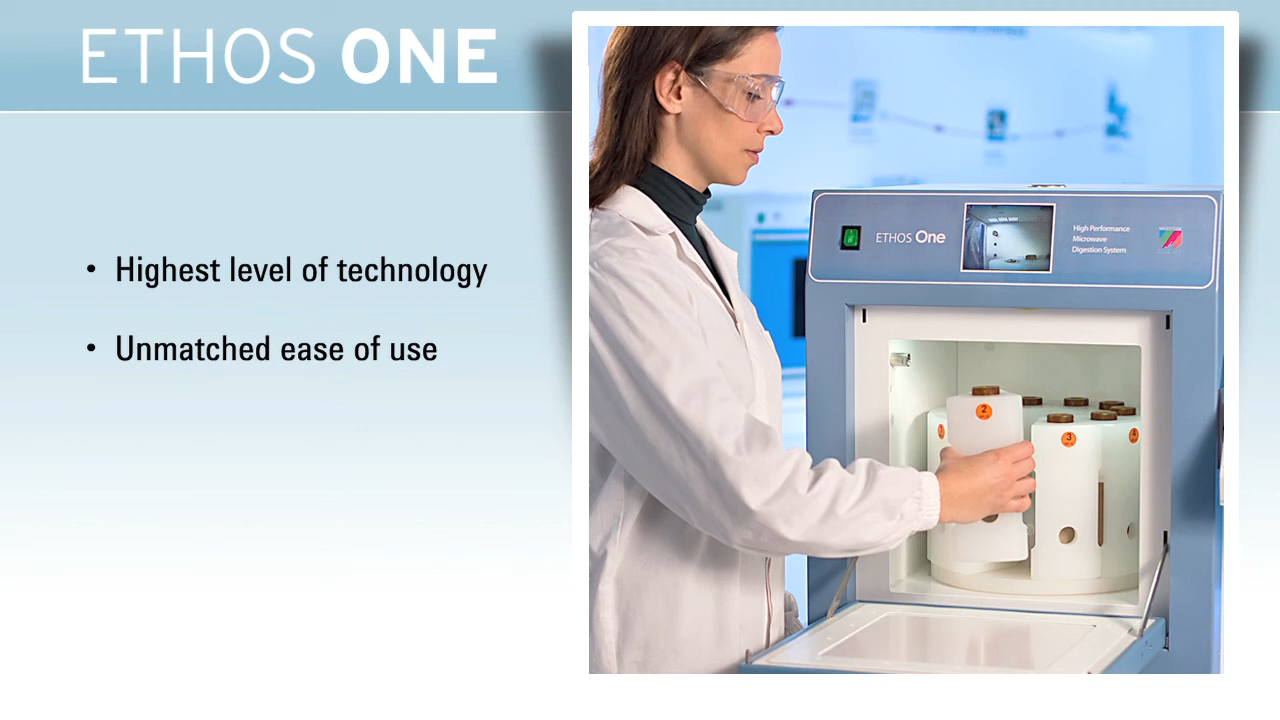 ETHOS ONE
• Highest level of technology
• Unmatched ease of use
ETHOS One
High Performance
Microwave
Digestion System
2
3
4